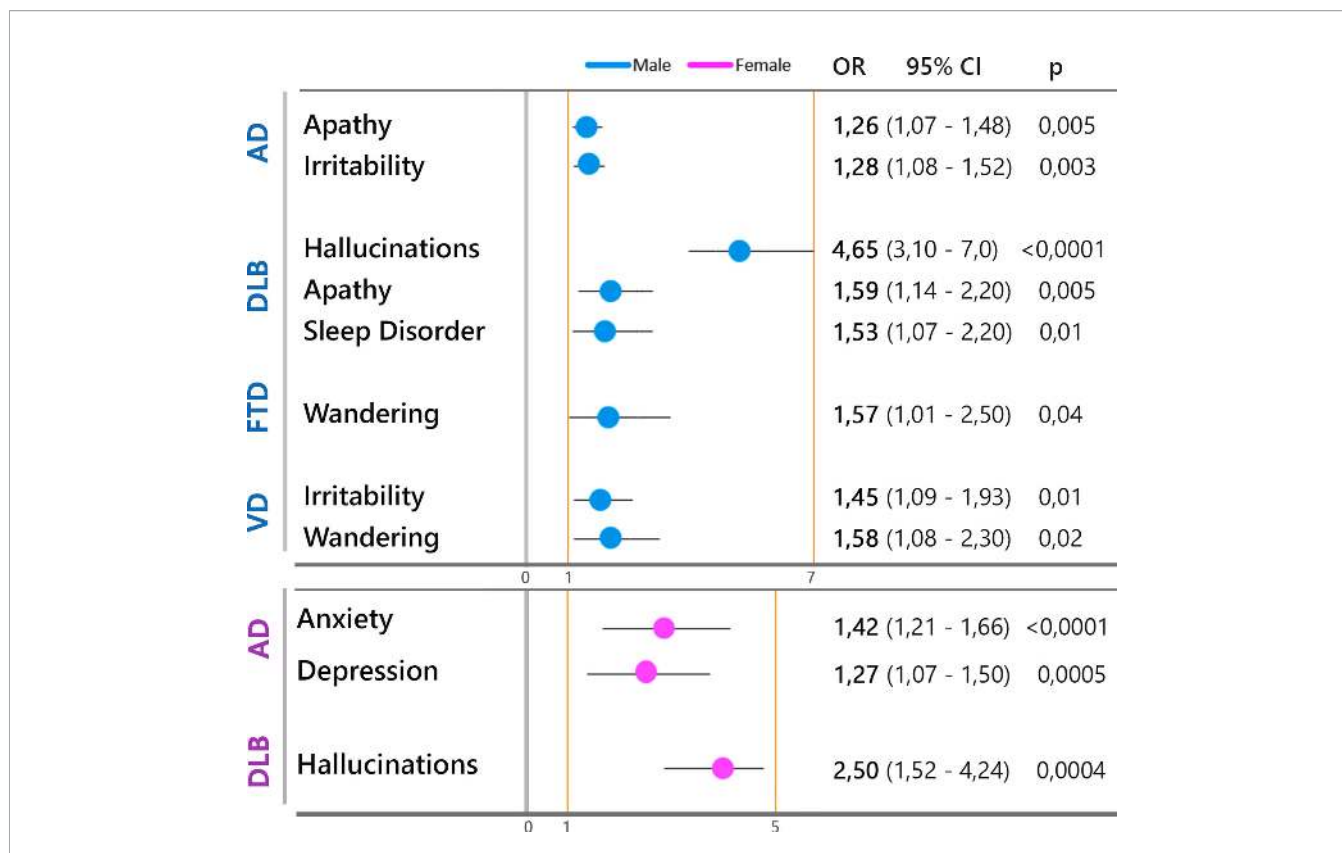 Male Female OR 95% CI p
AD
Apathy 1,26 (1,07 - 1,48) 0,005
Irritability 1,28 (1,08 - 1,52) 0,003
DLB
Hallucinations 4,65 (3,10 - 7,0) <0,0001
Apathy 1,59 (1,14 - 2,20) 0,005
Sleep Disorder 1,53 (1,07 - 2,20) 0,01
FTD
Wandering 1,57 (1,01 - 2,50) 0,04
VD
Irritability 1,45 (1,09 - 1,93) 0,01
Wandering 1,58 (1,08 - 2,30) 0,02
0 1 7
AD
Anxiety 1,42 (1,21 - 1,66) <0,0001
Depression 1,27 (1,07 - 1,50) 0,0005
DLB
Hallucinations 2,50 (1,52 - 4,24) 0,0004
0 1 5